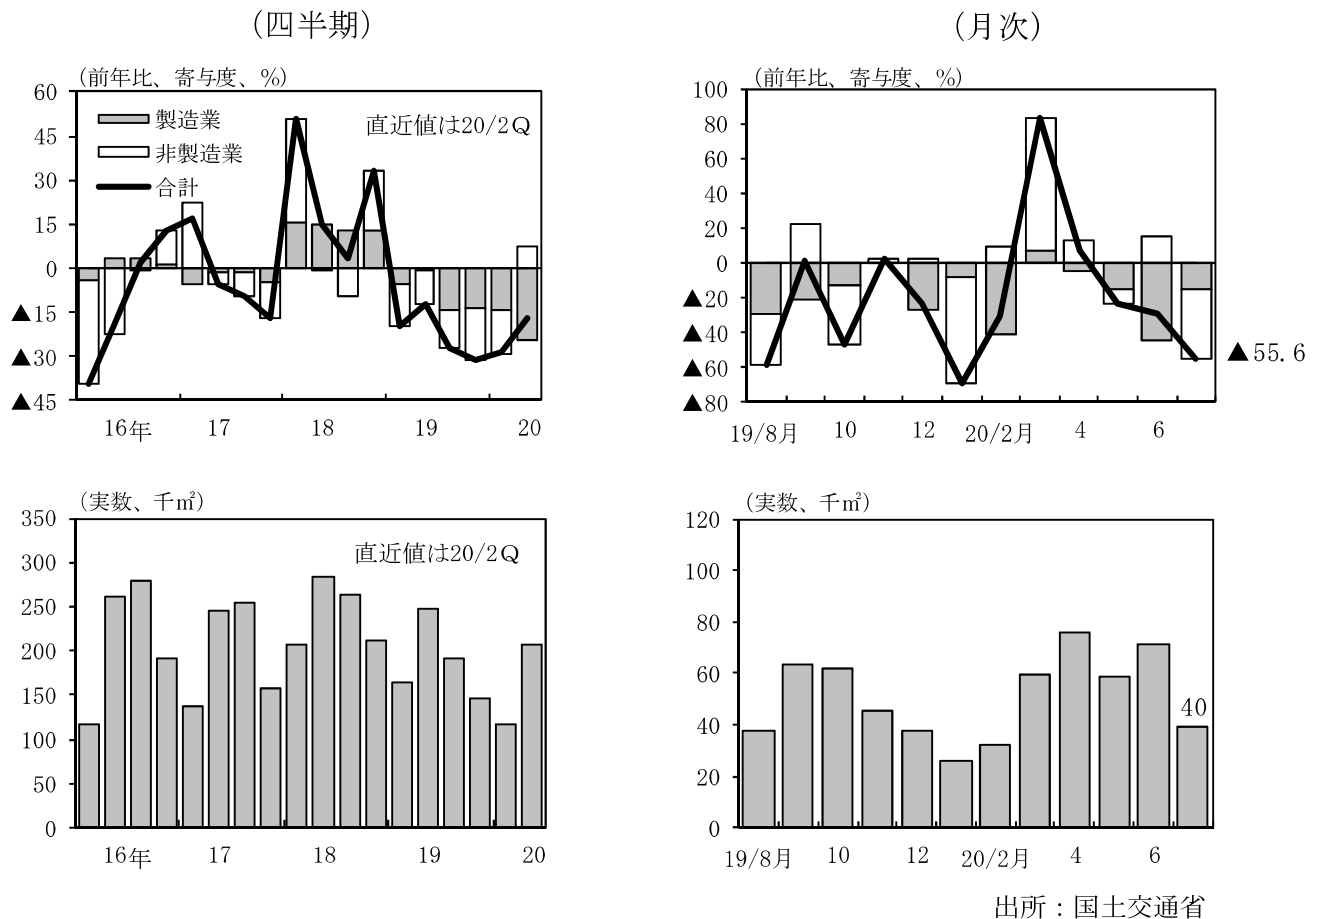 (四半期)
(前年比、寄与度、%)
60
45
30
15
0
▲15
▲30
▲45
製造業
非製造業
合計
直近値は20/2Q
16年 17 18 19 20
(月次)
(前年比、寄与度、%)
100
80
60
40
20
0
▲20
▲40
▲60
▲80
▲55.6
19/8月 10 12 20/2月 4 6
(実数、千㎡)
350
300
250
200
150
100
50
0
直近値は20/2Q
16年 17 18 19 20
(実数、千㎡)
120
100
80
60
40
20
0
40
19/8月 10 12 20/2月 4 6
出所：国土交通省